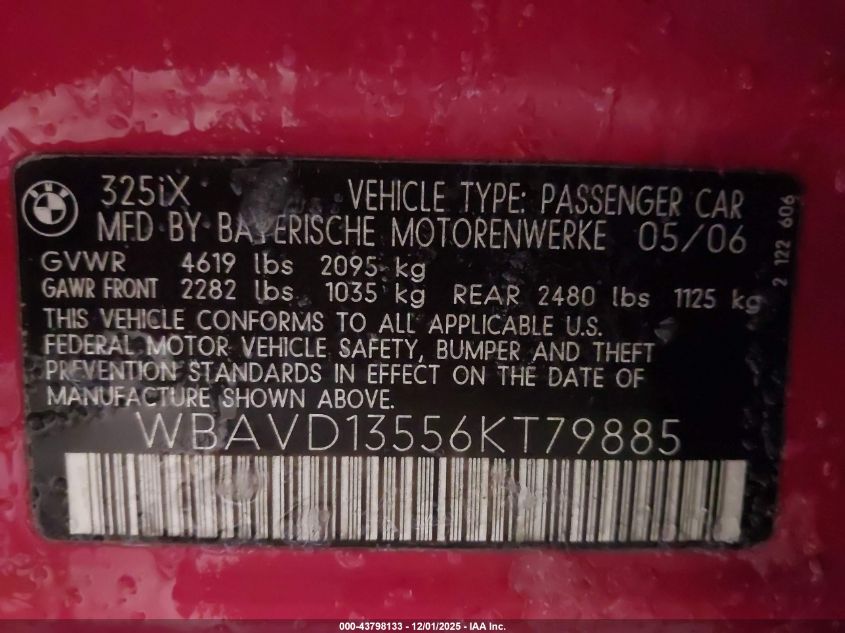 BMW
325iX VEHICLE TYPE: PASSENGER CAR
MFD BY BAYERISCHE MOTORENWERKE 05/06
GVWR 4619 lbs 2095 kg
GAWR FRONT 2282 lbs 1035 kg REAR 2480 lbs 1125 kg
THIS VEHICLE CONFORMS TO ALL APPLICABLE U.S.
FEDERAL MOTOR VEHICLE SAFETY, BUMPER AND THEFT
PREVENTION STANDARDS IN EFFECT ON THE DATE OF
MANUFACTURE SHOWN ABOVE.
WBAVD13556KT79885
2 122 606
000-43798133 - 12/01/2025 - IAA Inc.